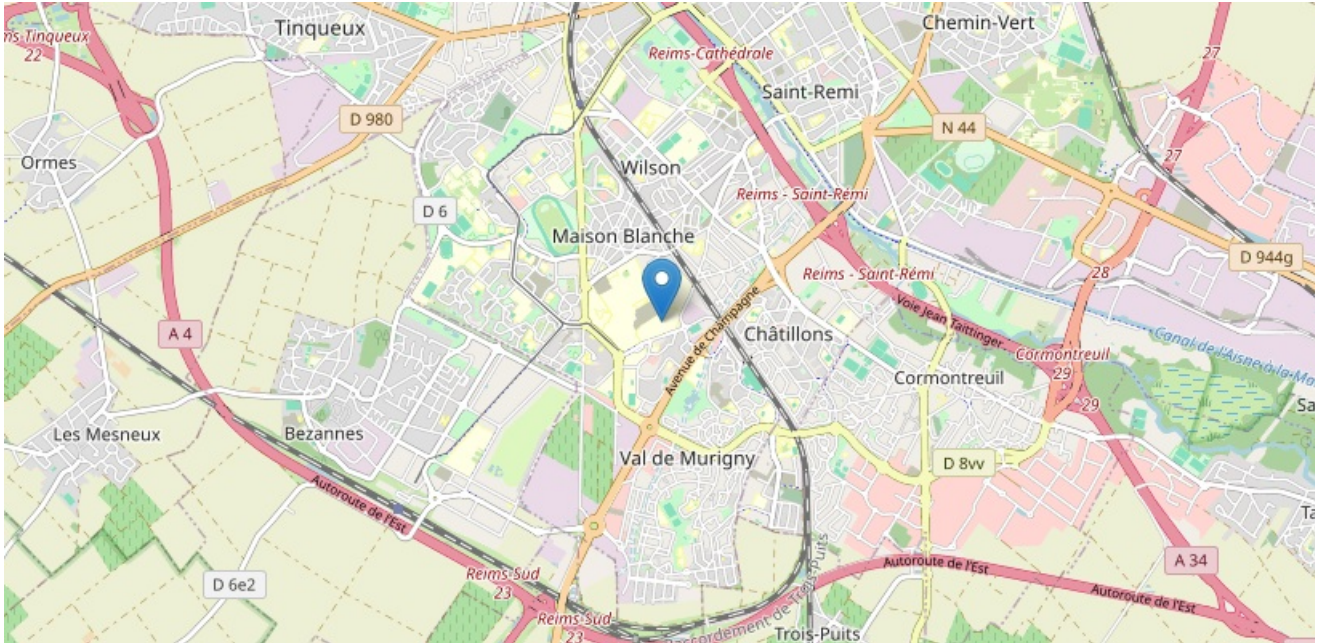 Tinqueux
Chemin-Vert
ms-Tinqueux
22
Reims-Cathédrale
27
Saint-Remi
D 980
N 44
Ormes
Wilson
27
Reims - Saint-Rémi
D 6
Maison Blanche
D 944g
Reims - Saint-Rémi
28
Voie Jean Taittinger
A 4
Avenue de Champagne
Châtillons
Canal de l'Aisne à la Ma
Cormontreuil
29
Cormontreuil
29
Sa
Les Mesneux
Bezannes
Val de Murigny
D 8vv
Autoroute de l'Est
Ta
A 34
Autoroute de l'Est
D 6e2
Reims-Sud
23
Autoroute de l'Est
Reims-Sud
23
Raccordement de Trois-Puits
Trois-Puits